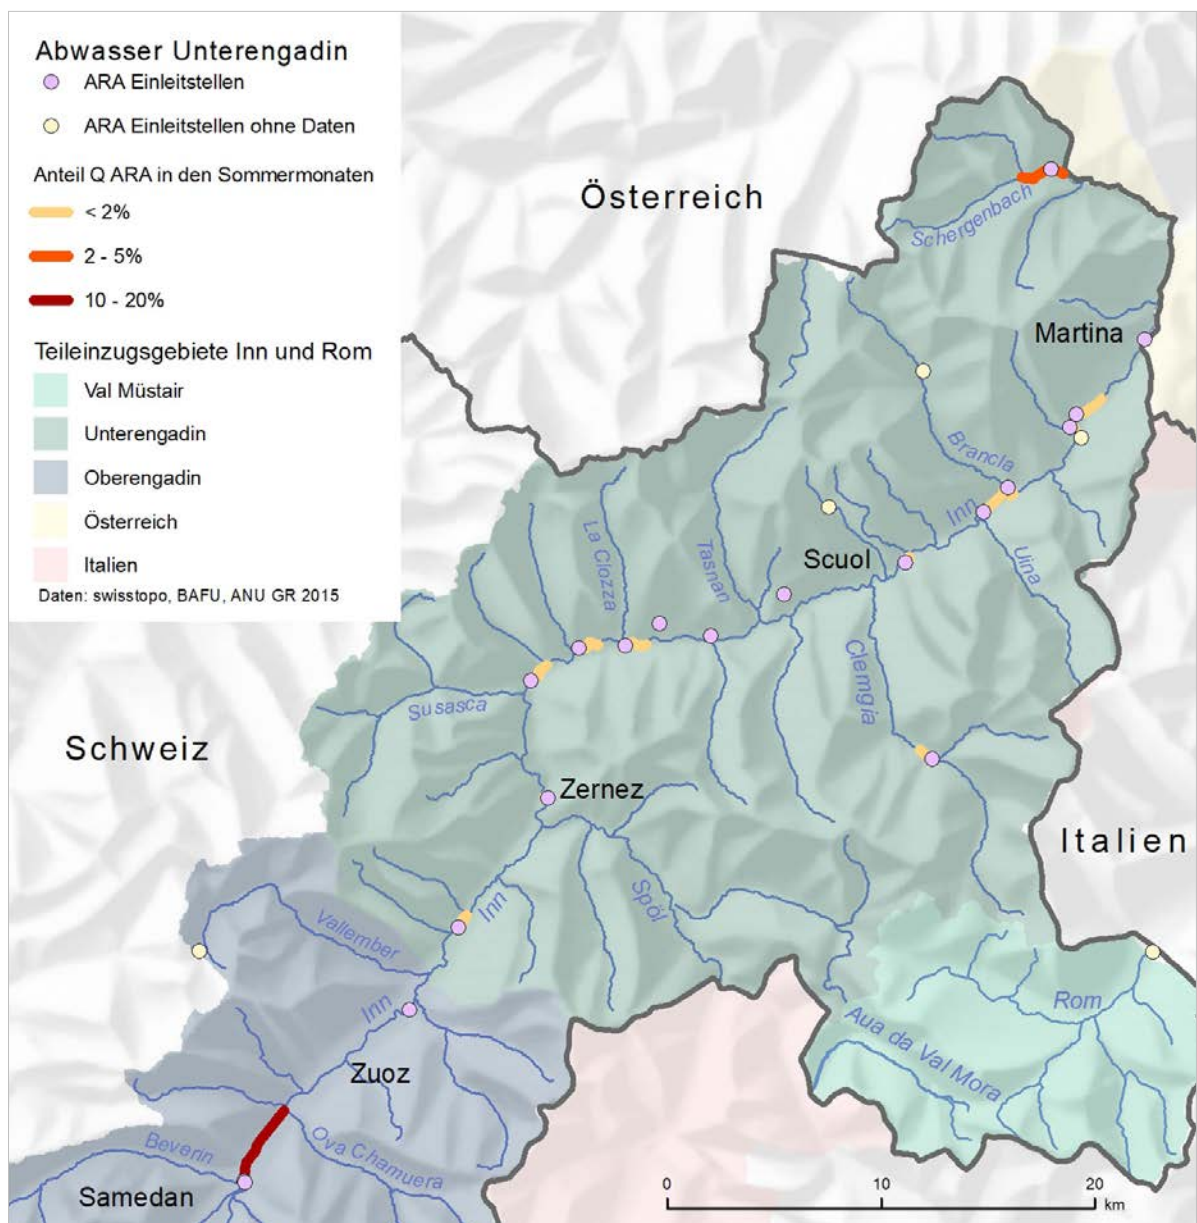 Abwasser Unterengadin
ARA Einleitstellen
ARA Einleitstellen ohne Daten
Anteil Q ARA in den Sommermonaten
< 2%
2 - 5%
10 - 20%
Teileinzugsgebiete Inn und Rom
Val Müstair
Unterengadin
Oberengadin
Österreich
Italien
Daten: swisstopo, BAFU, ANU GR 2015
Österreich
Schergenbach
Martina
Brancla
Inn
Uina
Scuol
Tasnan
La Clozza
Clemgia
Susasca
Schweiz
Zernez
Italien
Inn
Spöl
Vallember
Inn
Rom
Aua da Val Mora
Zuoz
Beverin
Ova Chamuera
Samedan
0 10 20
km